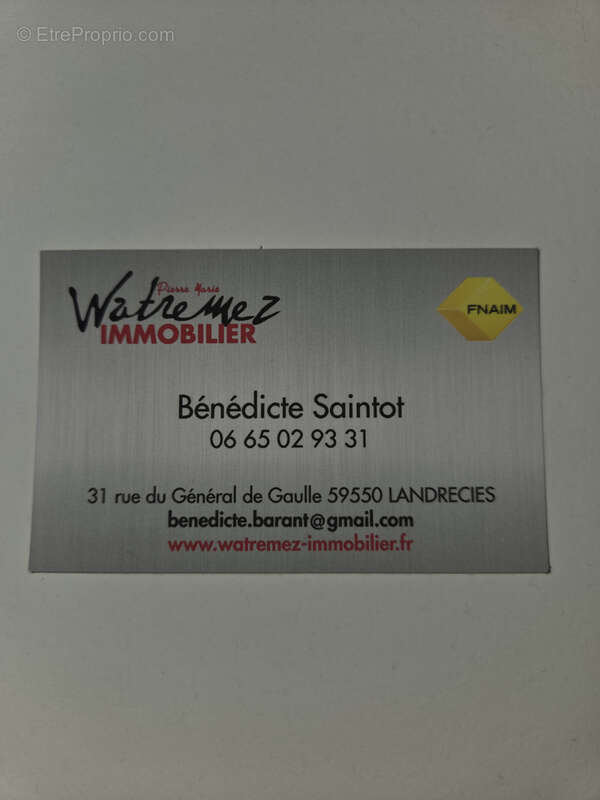 © EtreProprio.com
Pierre Marie
Watremez
IMMOBILIER
FNAIM
Bénédicte Saintot
06 65 02 93 31
31 rue du Général de Gaulle 59550 LANDRECIES
benedicte.barant@gmail.com
www.watremez-immobilier.fr